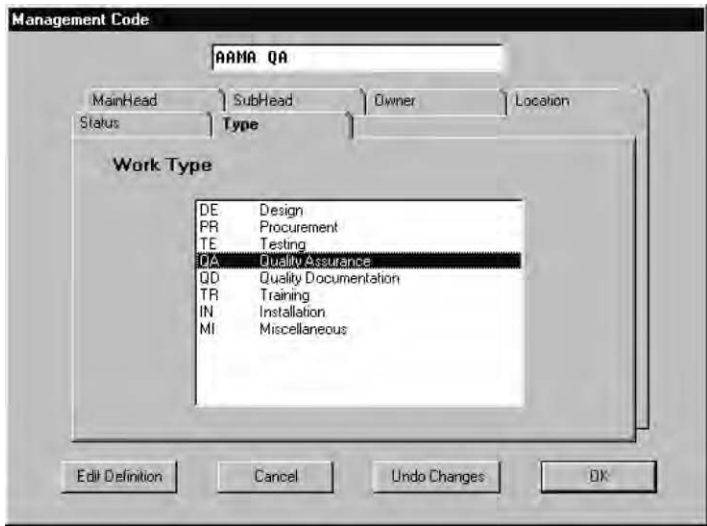 Management Code
AAMA QA
MainHead SubHead Owner Location
Status Type
Work Type
DE Design
PR Procurement
TE Testing
QA Quality Assurance
QD Quality Documentation
TR Training
IN Installation
MI Miscellaneous
Edit Definition Cancel Undo Changes OK